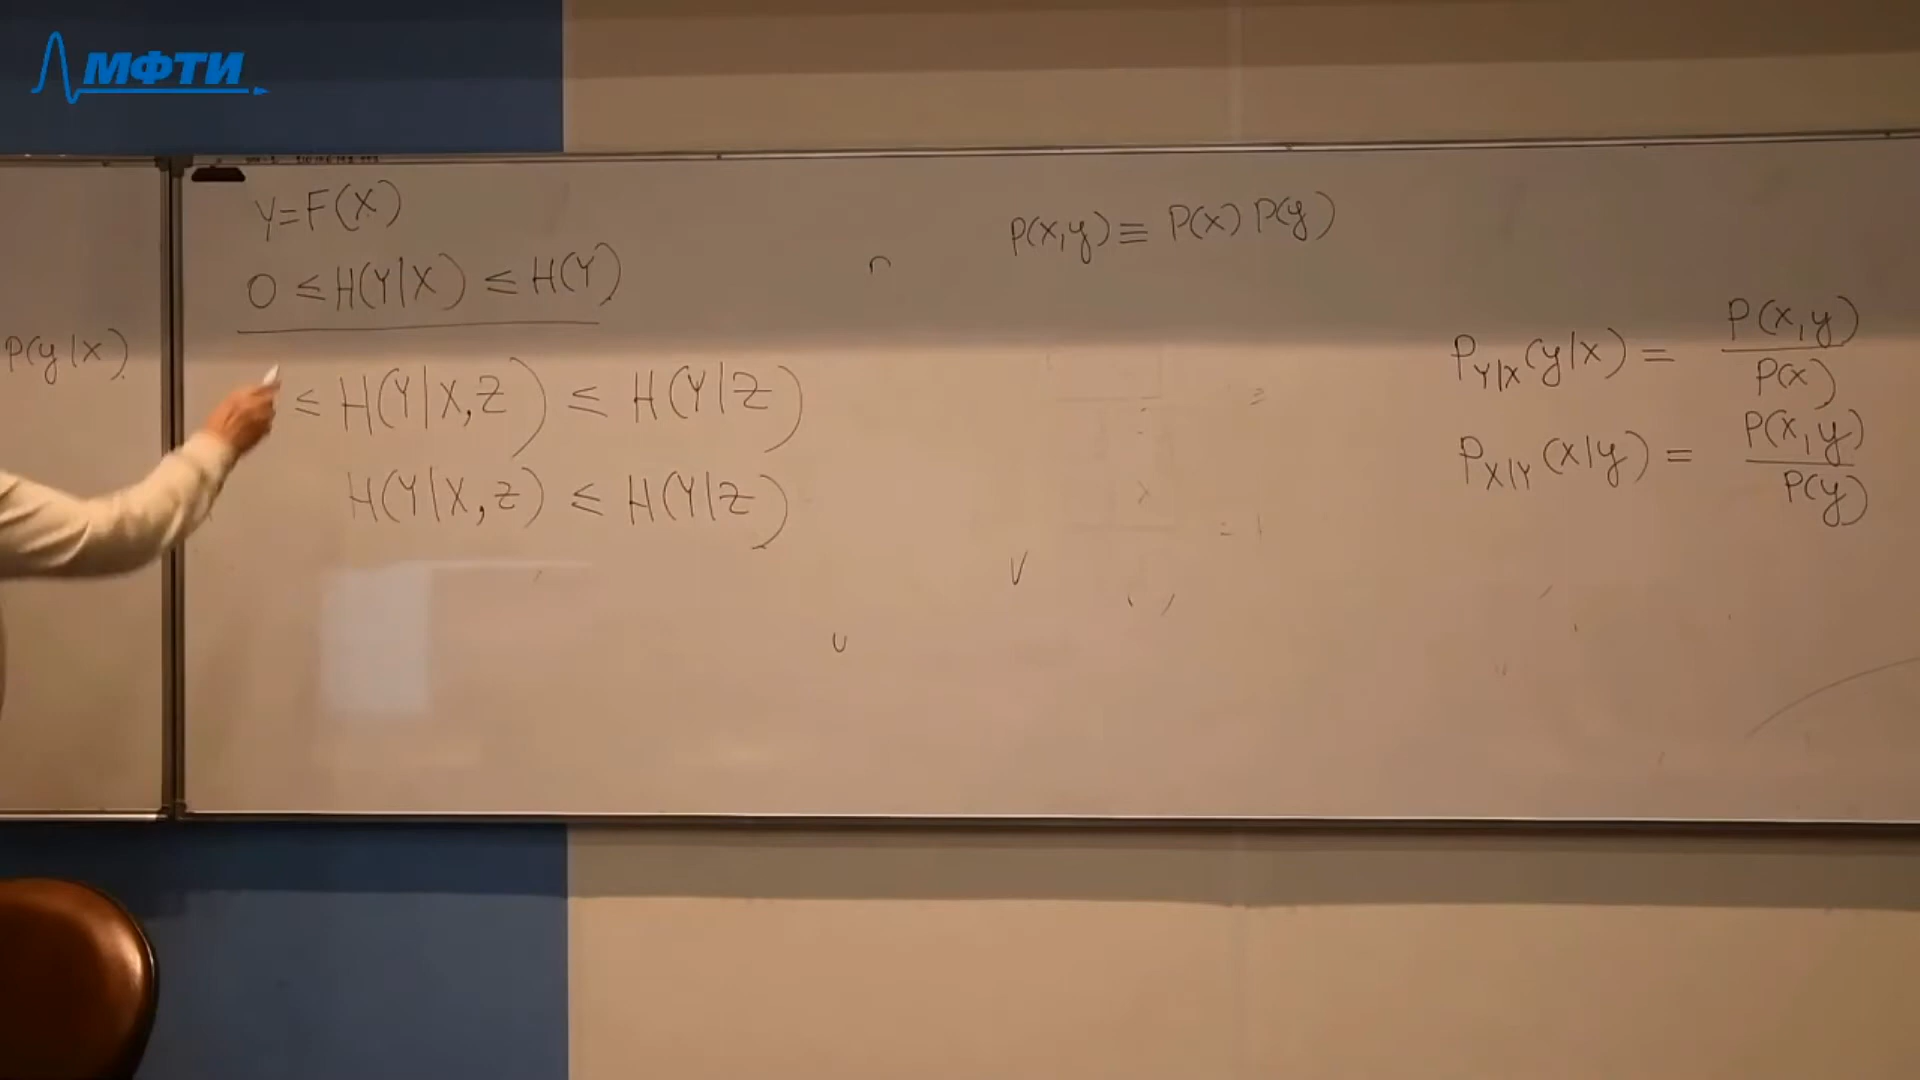 МФТИ
P(y|x)
Y=F(X)
0 ≤ H(Y|X) ≤ H(Y)
≤ H(Y|X,Z) ≤ H(Y|Z)
H(Y|X,z) ≤ H(Y|z)
P(x,y) ≡ P(x) P(y)
P_{Y|X}(y|x) = P(x,y) / P(x)
P_{X|Y}(x|y) = P(x,y) / P(y)